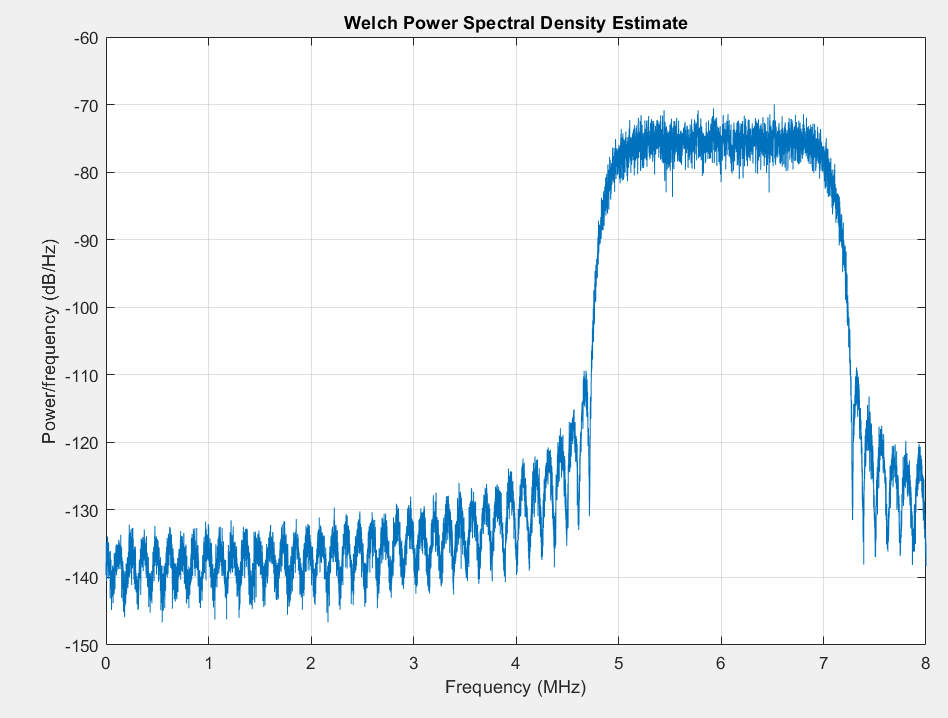 Welch Power Spectral Density Estimate
-60
-70
-80
-90
-100
-110
-120
-130
-140
-150
Power/frequency (dB/Hz)
0 1 2 3 4 5 6 7 8
Frequency (MHz)